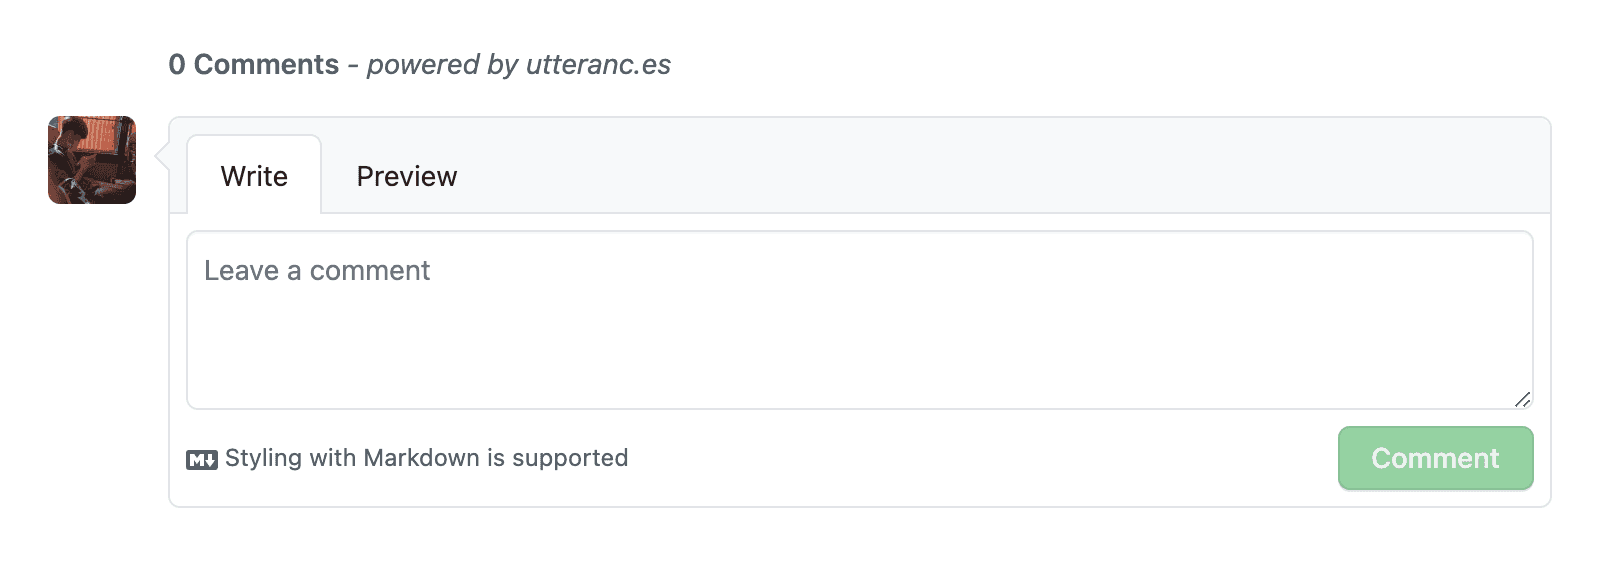 0 Comments - powered by utteranc.es
Write Preview
Leave a comment
M Styling with Markdown is supported
Comment